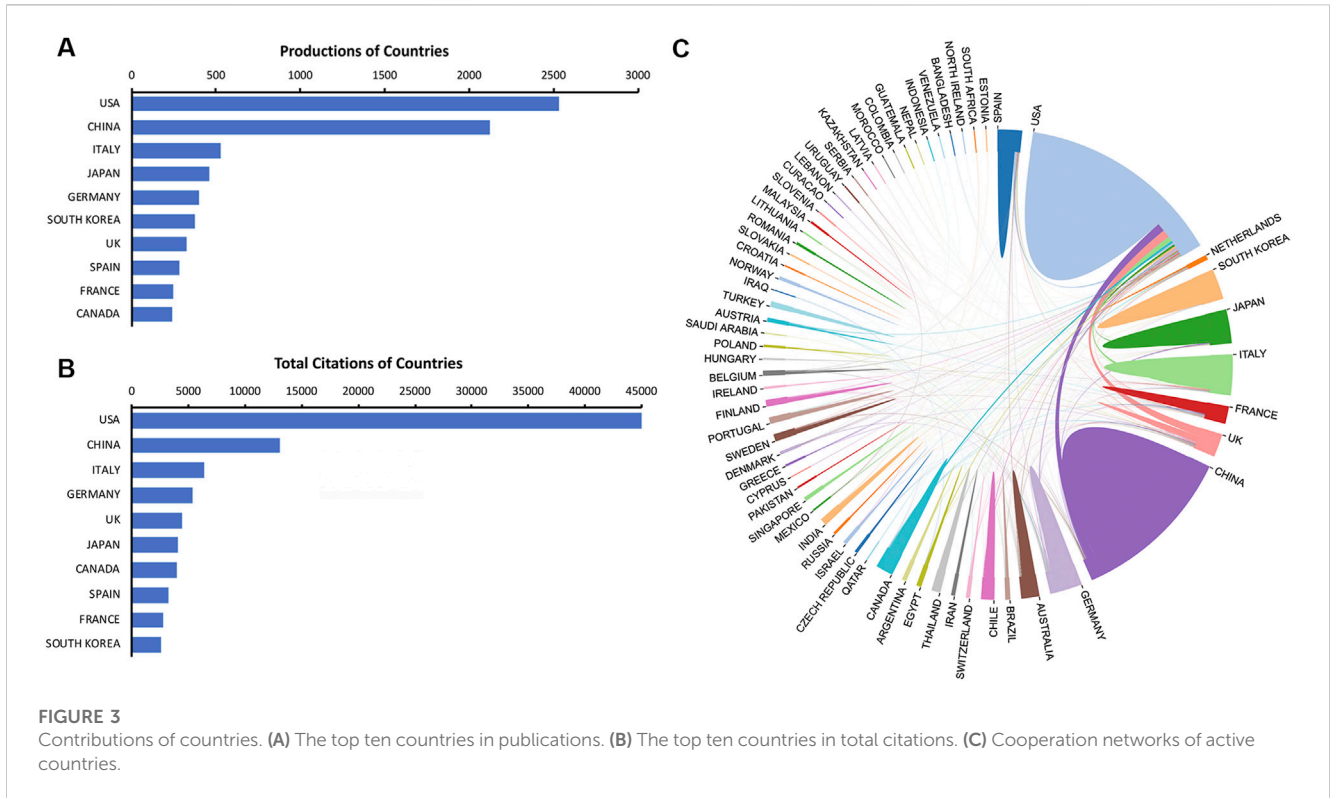 A
Productions of Countries
0 500 1000 1500 2000 2500 3000
USA
CHINA
ITALY
JAPAN
GERMANY
SOUTH KOREA
UK
SPAIN
FRANCE
CANADA
B
Total Citations of Countries
0 5000 10000 15000 20000 25000 30000 35000 40000 45000
USA
CHINA
ITALY
GERMANY
UK
JAPAN
CANADA
SPAIN
FRANCE
SOUTH KOREA
C
USA
NETHERLANDS
SOUTH KOREA
JAPAN
ITALY
FRANCE
UK
CHINA
GERMANY
AUSTRALIA
BRAZIL
CHILE
SWITZERLAND
IRAN
THAILAND
EGYPT
ARGENTINA
CANADA
QATAR
CZECH REPUBLIC
ISRAEL
RUSSIA
INDIA
MEXICO
SINGAPORE
PAKISTAN
CYPRUS
GREECE
DENMARK
SWEDEN
PORTUGAL
FINLAND
IRELAND
BELGIUM
HUNGARY
POLAND
SAUDI ARABIA
AUSTRIA
TURKEY
IRAQ
NORWAY
CROATIA
SLOVAKIA
ROMANIA
LITHUANIA
MALAYSIA
SLOVENIA
CURACAO
LEBANON
URUGUAY
SERBIA
KAZAKHSTAN
LATVIA
MOROCCO
COLOMBIA
GUATEMALA
NEPAL
INDONESIA
VENEZUELA
BANGLADESH
NORTH IRELAND
SOUTH AFRICA
ESTONIA
SPAIN
FIGURE 3
Contributions of countries. (A) The top ten countries in publications. (B) The top ten countries in total citations. (C) Cooperation networks of active
countries.